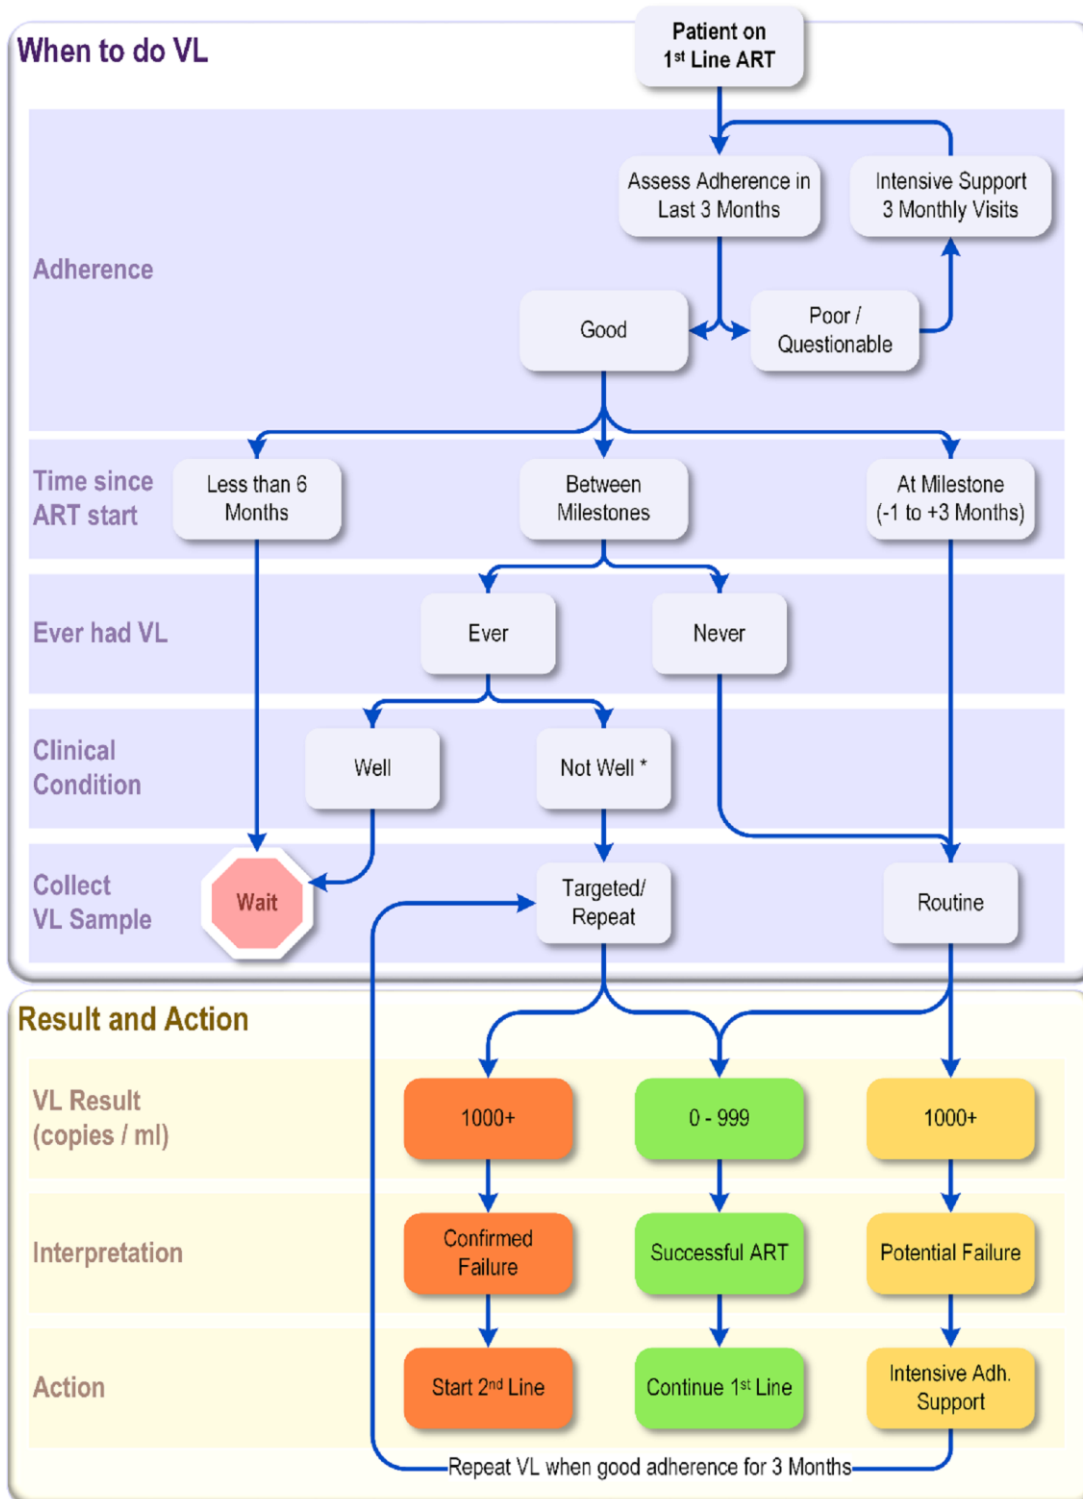 When to do VL
Patient on
1st Line ART
Adherence
Assess Adherence in
Last 3 Months
Intensive Support
3 Monthly Visits
Good
Poor /
Questionable
Time since
ART start
Less than 6
Months
Between
Milestones
At Milestone
(-1 to +3 Months)
Ever had VL
Ever
Never
Clinical
Condition
Well
Not Well *
Collect
VL Sample
Wait
Targeted/
Repeat
Routine
Result and Action
VL Result
(copies / ml)
1000+
0 - 999
1000+
Interpretation
Confirmed
Failure
Successful ART
Potential Failure
Action
Start 2nd Line
Continue 1st Line
Intensive Adh.
Support
Repeat VL when good adherence for 3 Months